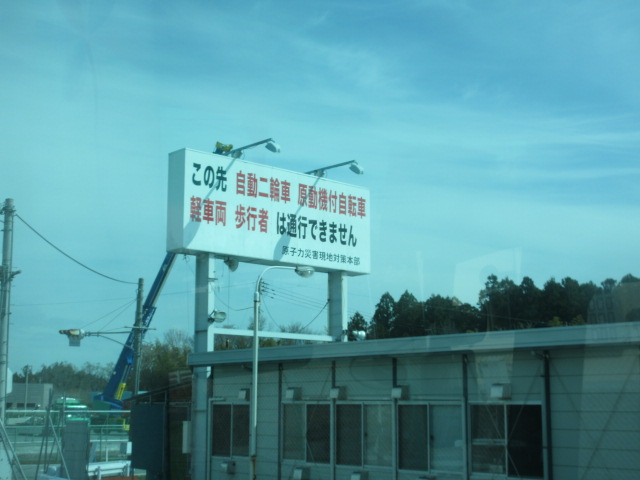 この先 自動二輪車 原動機付自転車
軽車両 歩行者 は通行できません
原子力災害現地対策本部